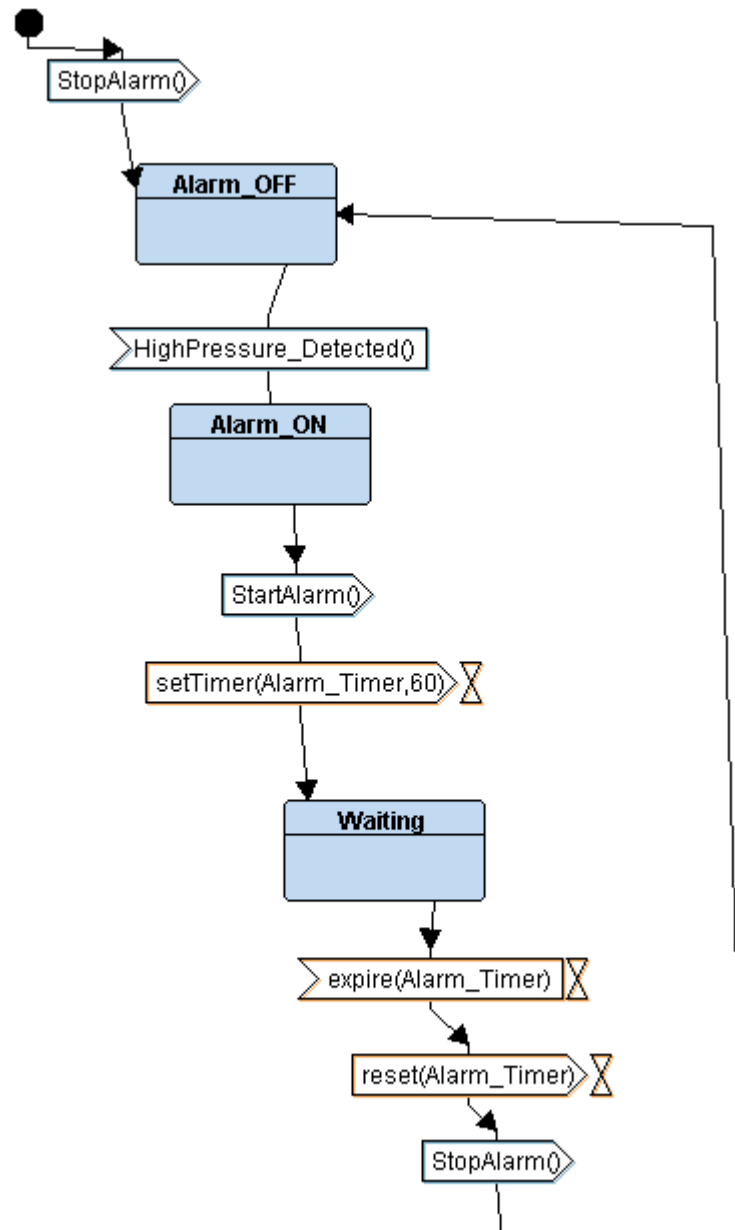 StopAlarm()
Alarm_OFF
HighPressure_Detected()
Alarm_ON
StartAlarm()
setTimer(Alarm_Timer,60)
Waiting
expire(Alarm_Timer)
reset(Alarm_Timer)
StopAlarm()